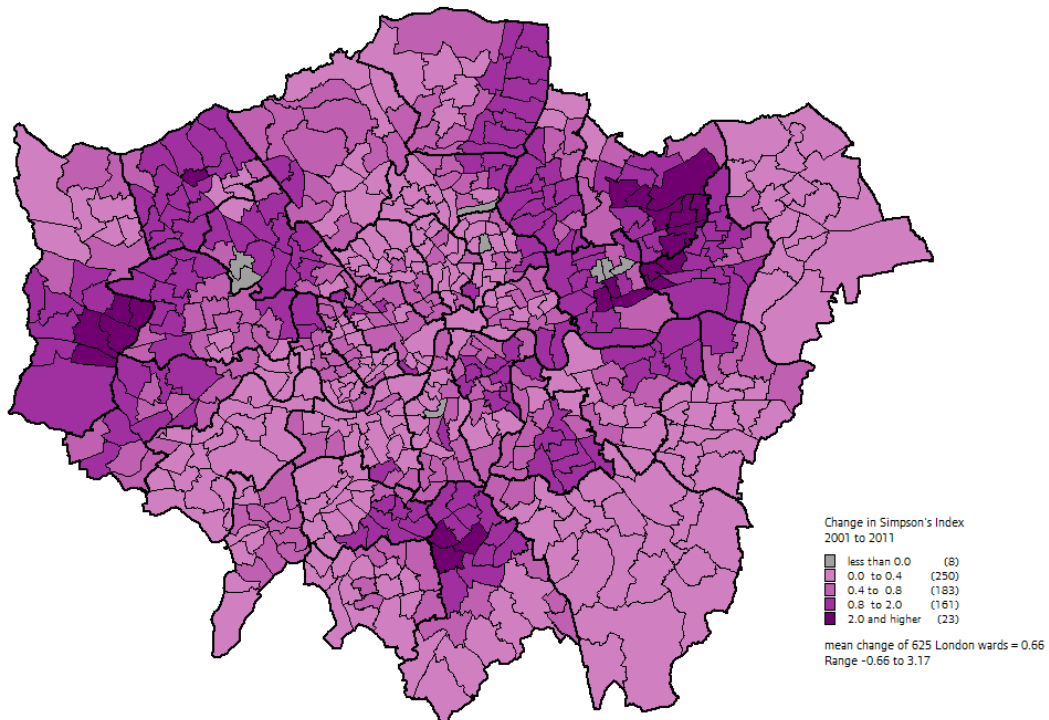 Change in Simpson's Index
2001 to 2011
less than 0.0 (8)
0.0 to 0.4 (250)
0.4 to 0.8 (183)
0.8 to 2.0 (161)
2.0 and higher (23)
mean change of 625 London wards = 0.66
Range -0.66 to 3.17